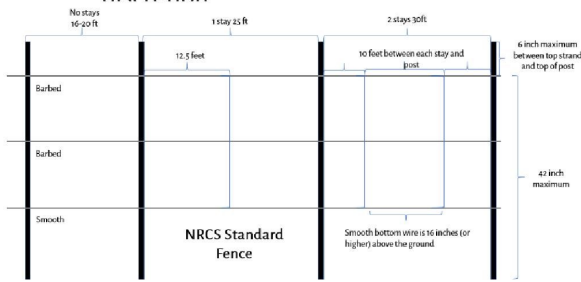 No stays
16-20 ft
1 stay 25 ft
2 stays 30ft
12.5 feet
10 feet between each stay and
post
6 inch maximum
between top strand
and top of post
Barbed
Barbed
42 inch
maximum
Smooth
NRCS Standard
Fence
Smooth bottom wire is 16 inches (or
higher) above the ground